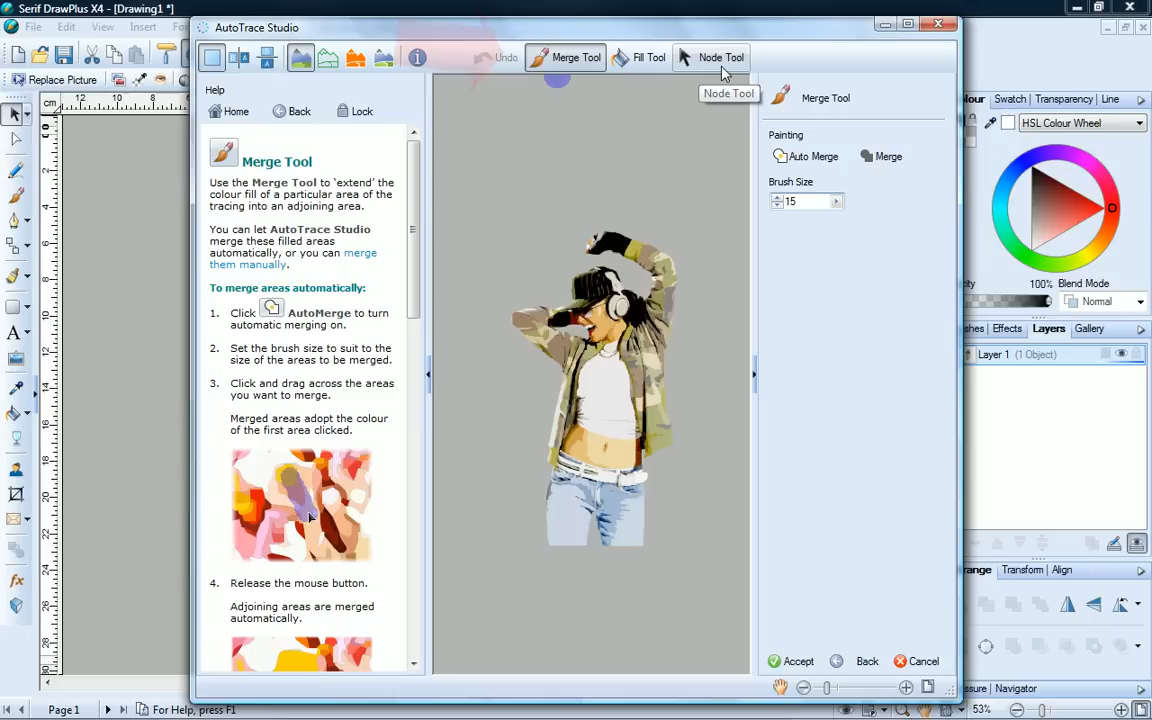 Serif DrawPlus X4 - [Drawing1 *]
File Edit View Insert
AutoTrace Studio
Undo Merge Tool Fill Tool Node Tool
Replace Picture
Node Tool
Help
Home Back Lock
Merge Tool
Use the Merge Tool to ‘extend’ the
colour fill of a particular area of the
tracing into an adjoining area.
You can let AutoTrace Studio
merge these filled areas
automatically, or you can merge
them manually.
To merge areas automatically:
1. Click AutoMerge to turn
automatic merging on.
2. Set the brush size to suit to the
size of the areas to be merged.
3. Click and drag across the areas
you want to merge.
Merged areas adopt the colour
of the first area clicked.
4. Release the mouse button.
Adjoining areas are merged
automatically.
Merge Tool
Painting
Auto Merge Merge
Brush Size
15
Accept Back Cancel
Swatch Transparency Line
HSL Colour Wheel
100% Blend Mode
Normal
Effects Layers Gallery
Layer 1 (1 Object)
Transform Align
Navigator
cm 10 8 6
Page 1 For Help, press F1
53%